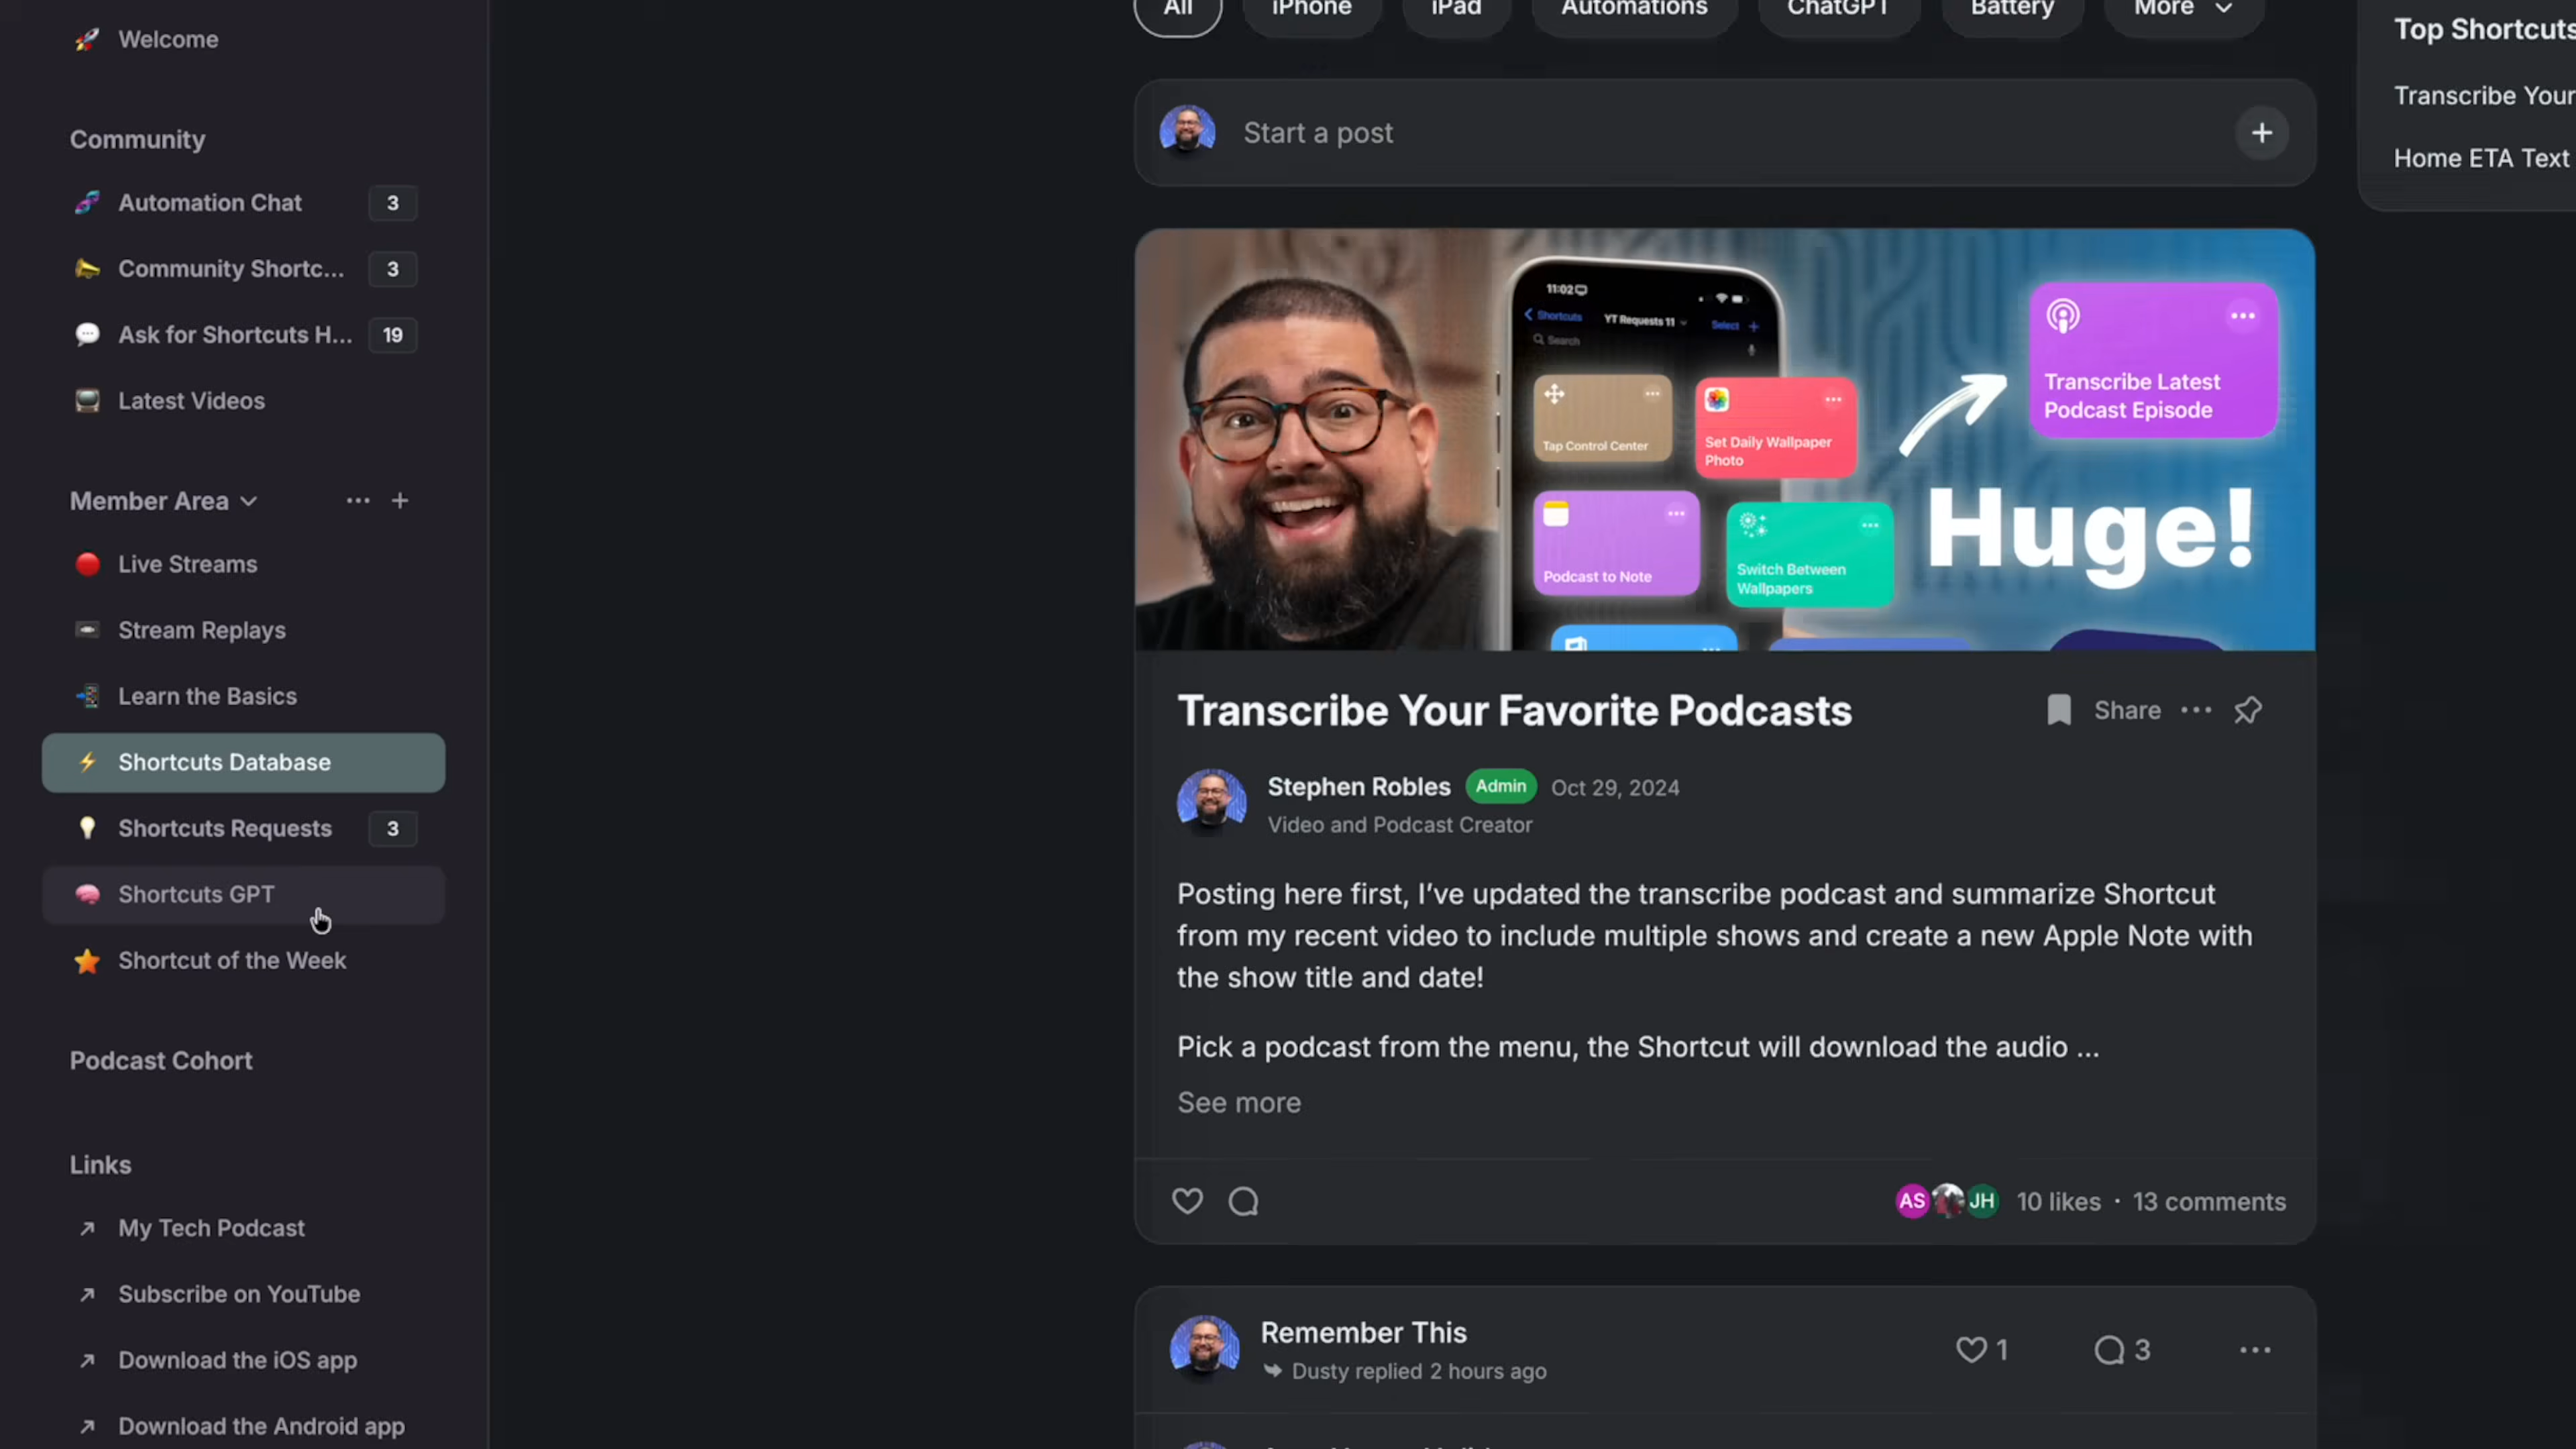 Welcome
Community
Automation Chat 3
Community Shortc... 3
Ask for Shortcuts H... 19
Latest Videos
Member Area
Live Streams
Stream Replays
Learn the Basics
Shortcuts Database
Shortcuts Requests 3
Shortcuts GPT
Shortcut of the Week
Podcast Cohort
Links
My Tech Podcast
Subscribe on YouTube
Download the iOS app
Download the Android app
All iPhone iPad Automations ChatGPT Battery More
Start a post
11:02
Shortcuts YT Requests 11 Select
Search
Tap Control Center
Set Daily Wallpaper
Photo
Podcast to Note
Switch Between
Wallpapers
Transcribe Latest
Podcast Episode
Huge!
Transcribe Your Favorite Podcasts
Share
Stephen Robles Admin Oct 29, 2024
Video and Podcast Creator
Posting here first, I’ve updated the transcribe podcast and summarize Shortcut
from my recent video to include multiple shows and create a new Apple Note with
the show title and date!
Pick a podcast from the menu, the Shortcut will download the audio ...
See more
AS JH 10 likes · 13 comments
Remember This
Dusty replied 2 hours ago
1 3
Top Shortcuts
Transcribe Your
Home ETA Text